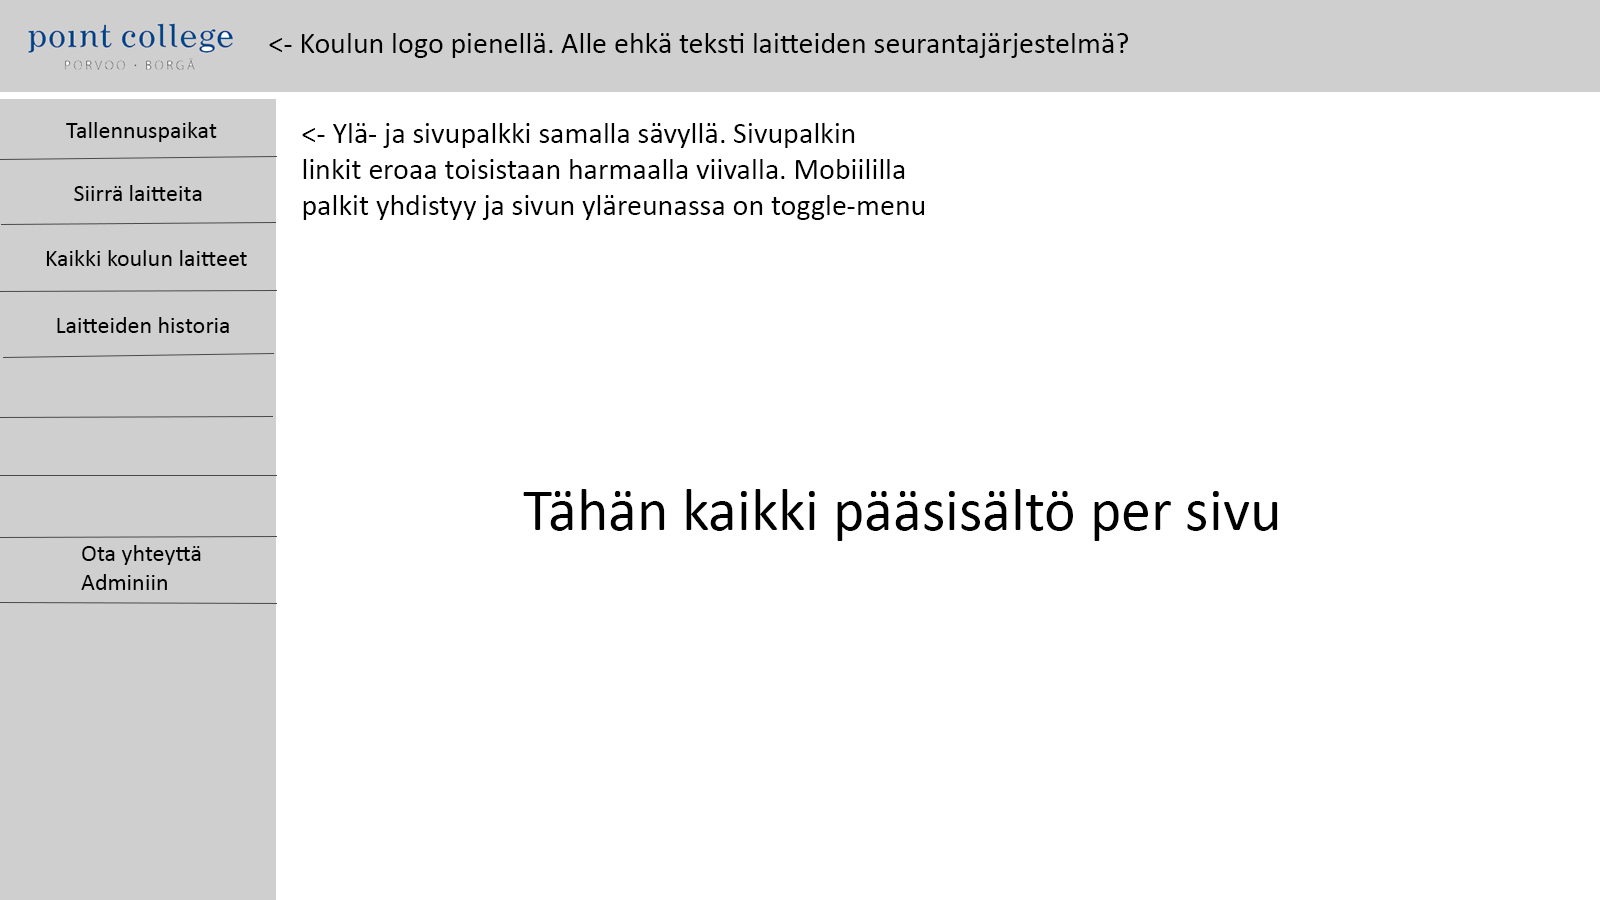 point college
PORVOO · BORGÅ
<- Koulun logo pienellä. Alle ehkä teksti laitteiden seurantajärjestelmä?
Tallennuspaikat
Siirrä laitteita
Kaikki koulun laitteet
Laitteiden historia
Ota yhteyttä
Adminiin
<- Ylä- ja sivupalkki samalla sävyllä. Sivupalkin
linkit eroaa toisistaan harmaalla viivalla. Mobiililla
palkit yhdistyy ja sivun yläreunassa on toggle-menu
Tähän kaikki pääsisältö per sivu